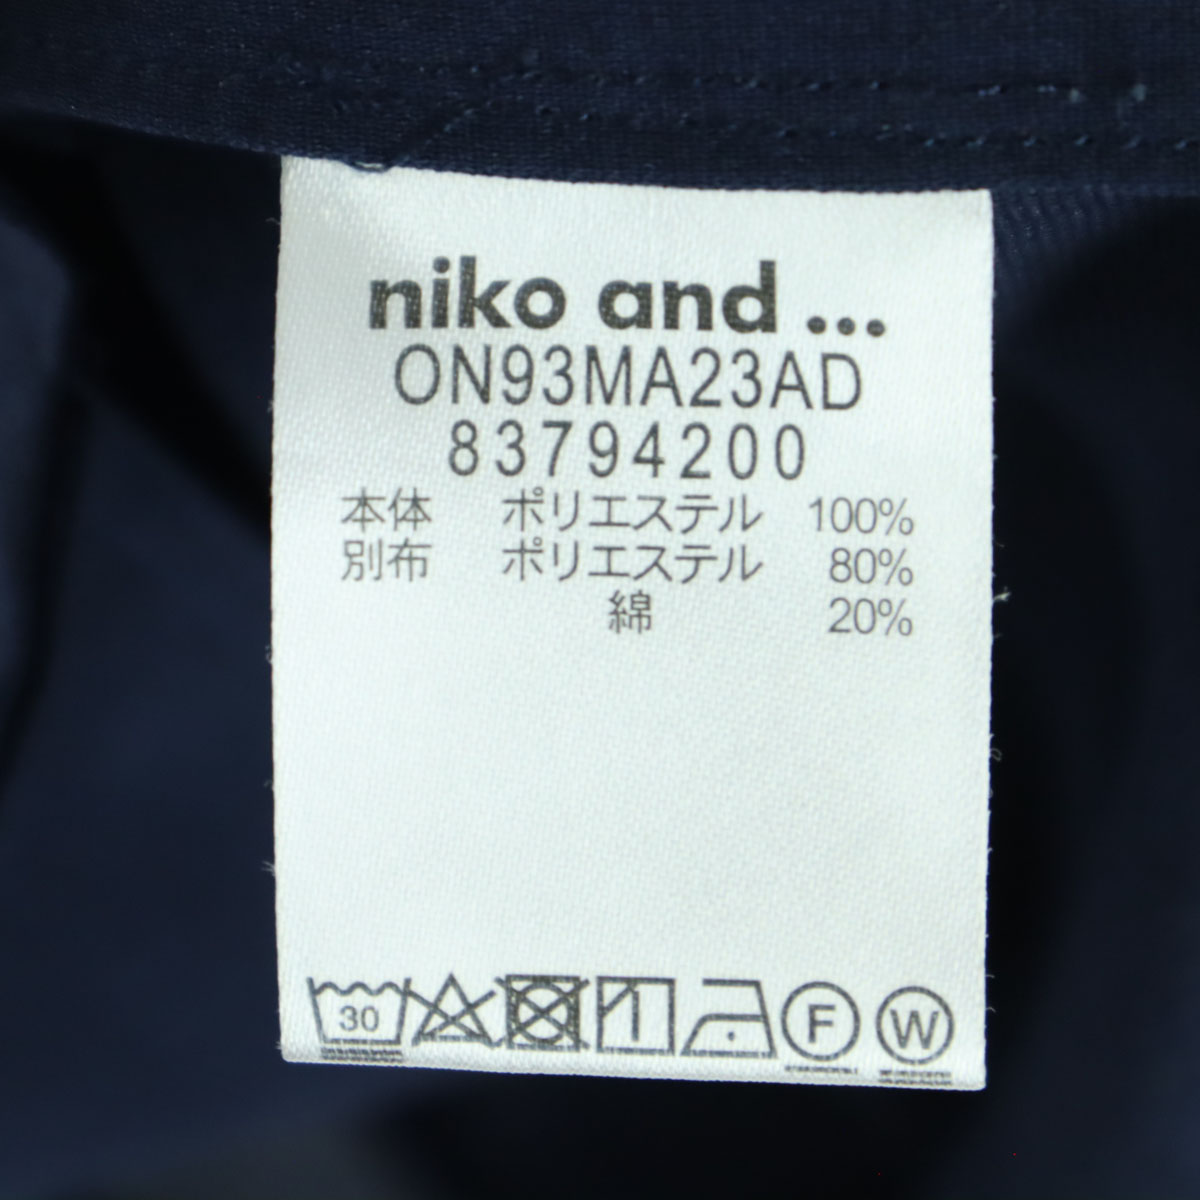 niko and ...
ON93MA23AD
83794200
本体 ポリエステル 100%
別布 ポリエステル 80%
綿 20%
30 F W